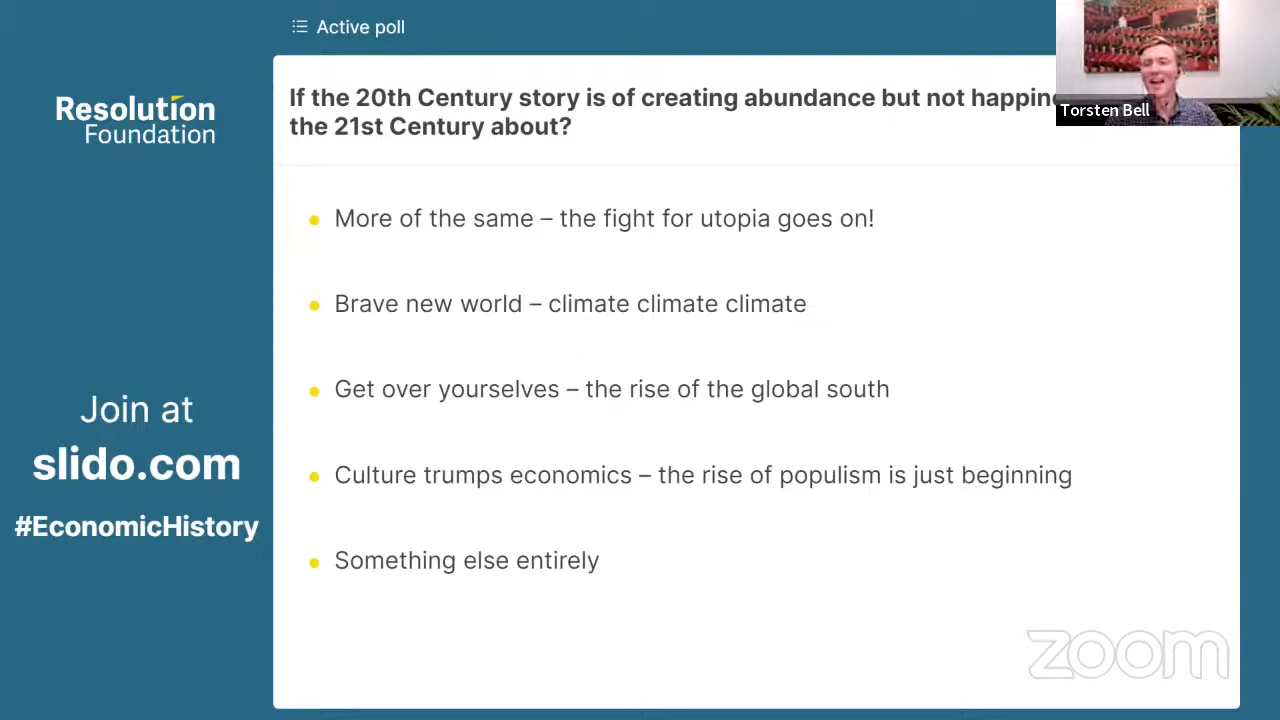 Active poll
Resolution
Foundation
If the 20th Century story is of creating abundance but not
the 21st Century about?
Torsten Bell
More of the same – the fight for utopia goes on!
Brave new world – climate climate climate
Get over yourselves – the rise of the global south
Culture trumps economics – the rise of populism is just beginning
Something else entirely
Join at
slido.com
#EconomicHistory
zoom